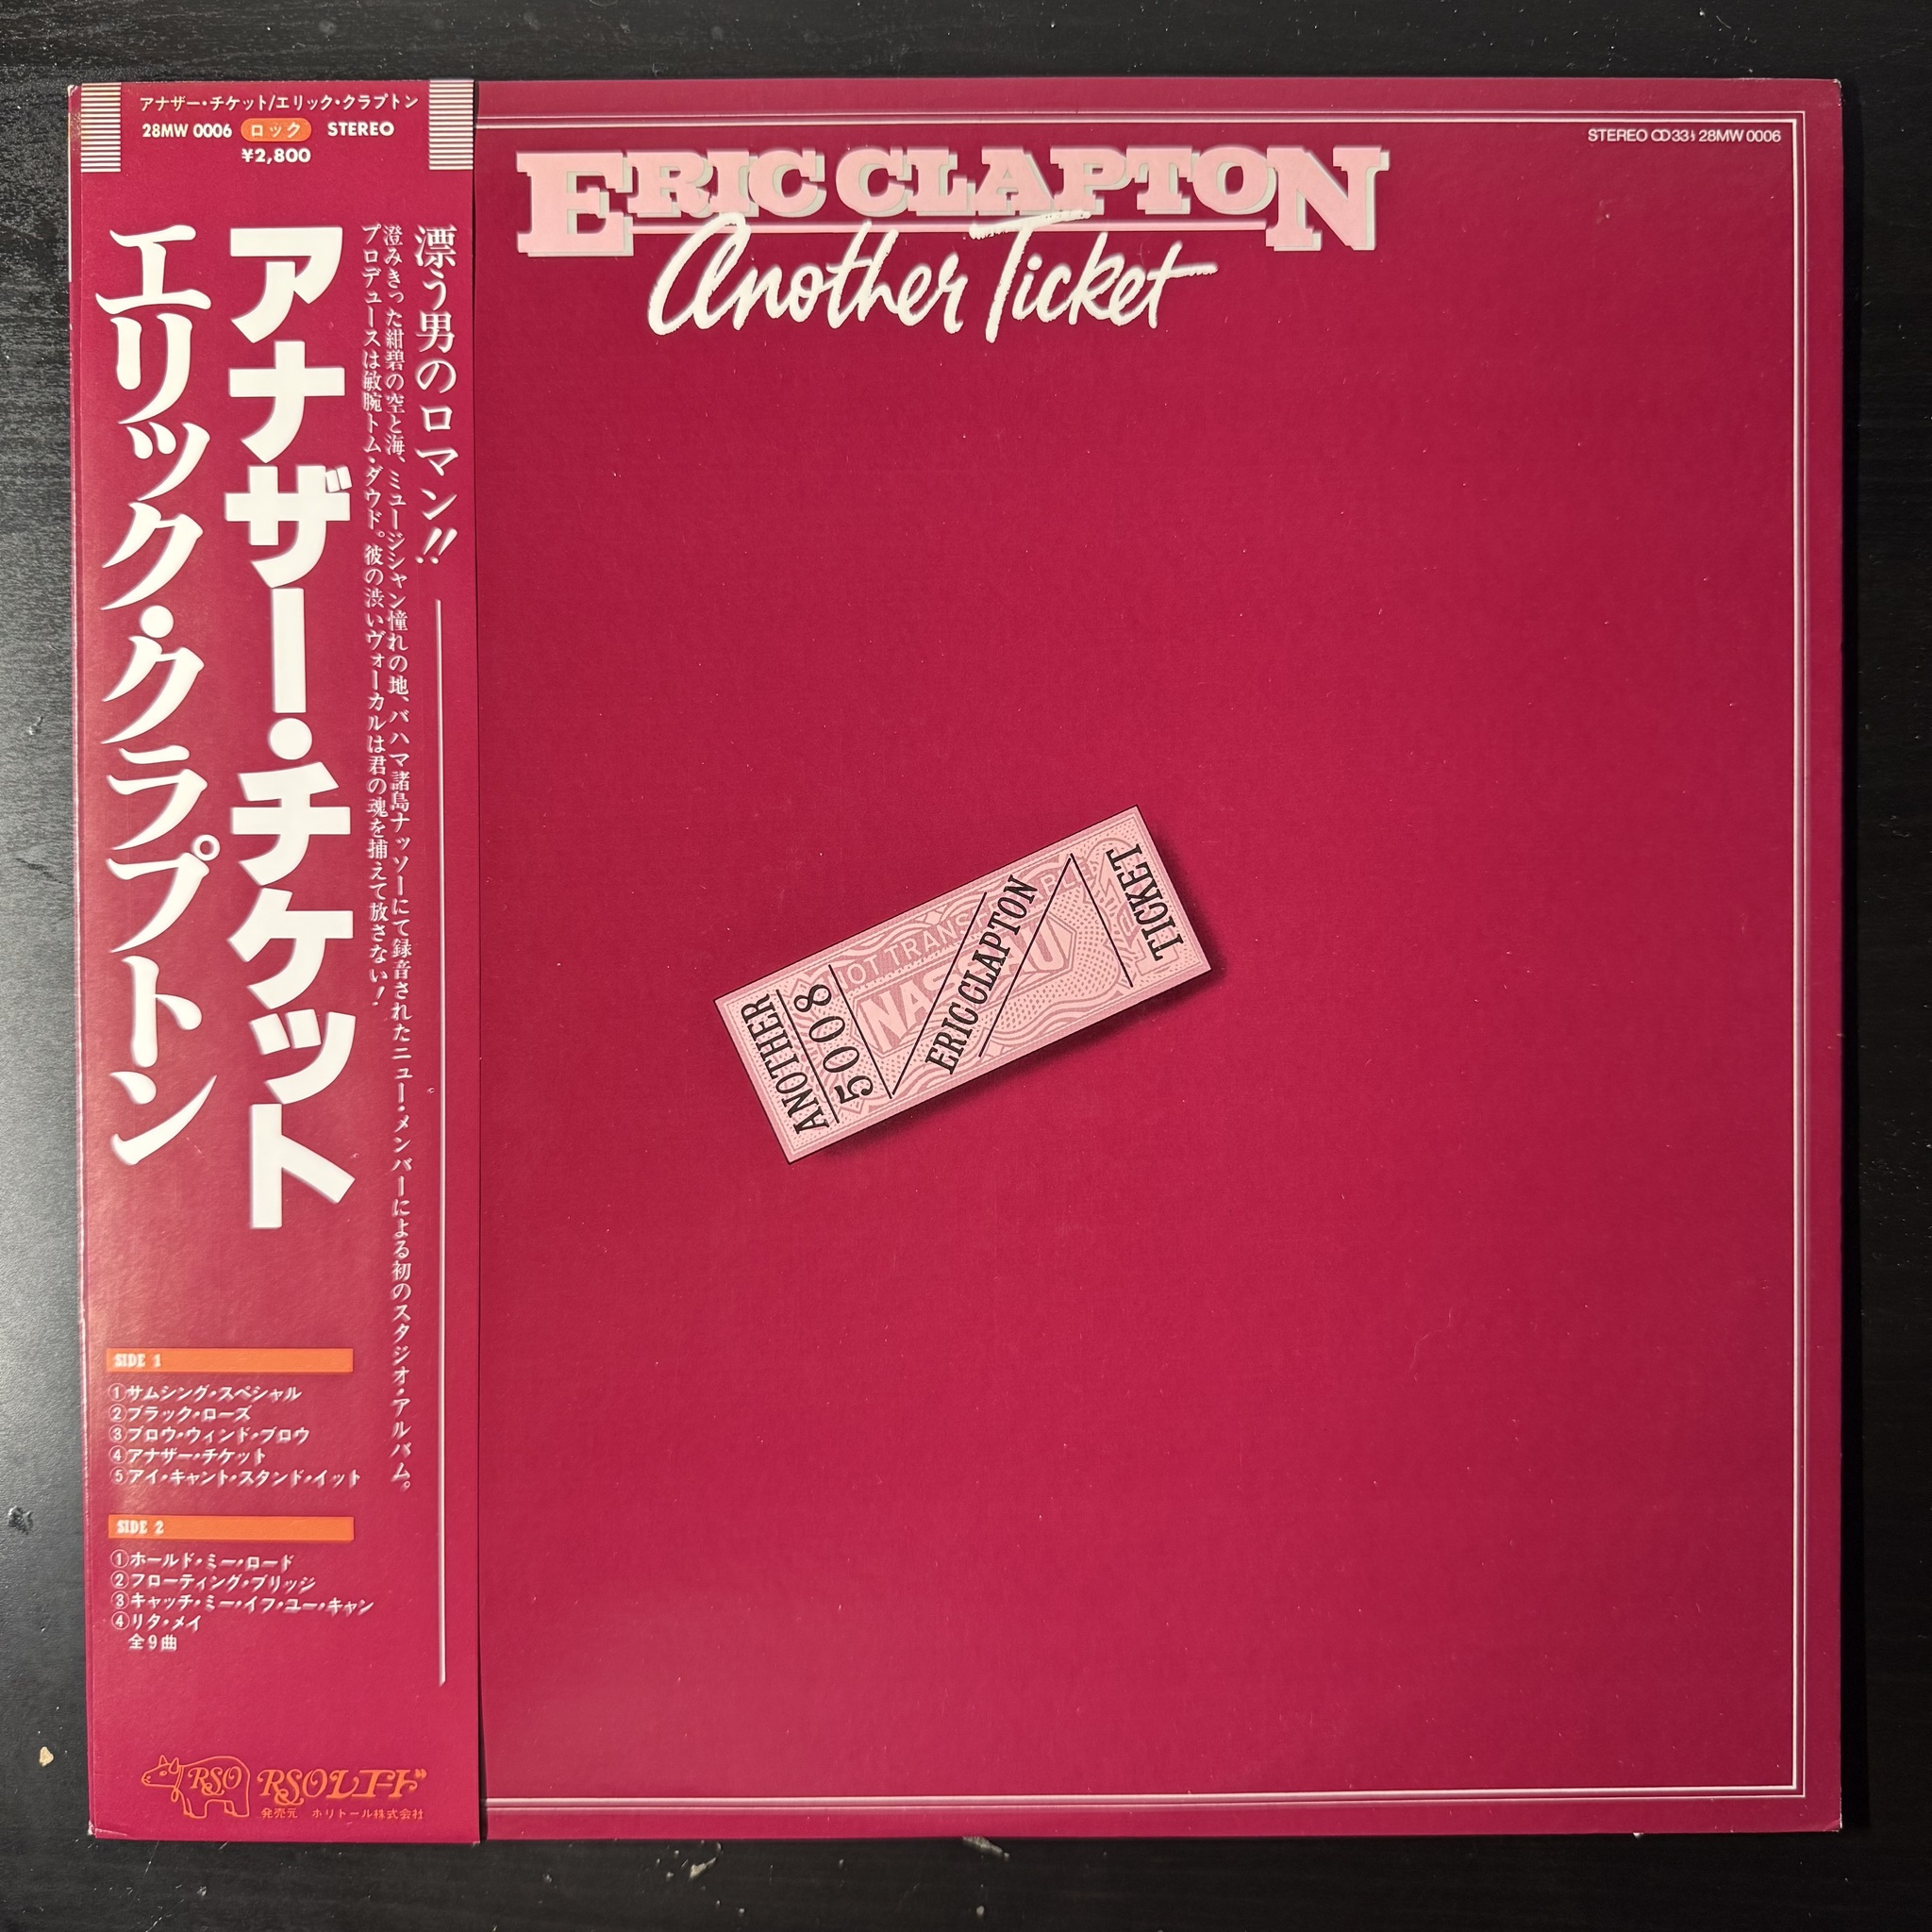 アナザー・チケット/エリック・クラプトン
28MW 0006 ロック STEREO
¥2,800
漂う男のロマン!!
澄みきった紺碧の空と海、ミュージシャン憧れの地、バハマ諸島ナッソーにて録音されたニュー・メンバーによる初のスタジオ・アルバム。
プロデュースは敏腕トム・ダウド。彼の渋いヴォーカルは君の魂を捕えて放さない!
アナザー・チケット
エリック・クラプトン
SIDE 1
①サムシング・スペシャル
②ブラック・ローズ
③ブロウ・ウィンド・ブロウ
④アナザー・チケット
⑤アイ・キャント・スタンド・イット
SIDE 2
①ホールド・ミー・ロード
②フローティング・ブリッジ
③キャッチ・ミー・イフ・ユー・キャン
④リタ・メイ
全9曲
RSO RSOレコード
発売元 ポリドール株式会社
STEREO 33⅓ 28MW 0006
ERIC CLAPTON
Another Ticket
ANOTHER
5008
ERIC CLAPTON
TICKET